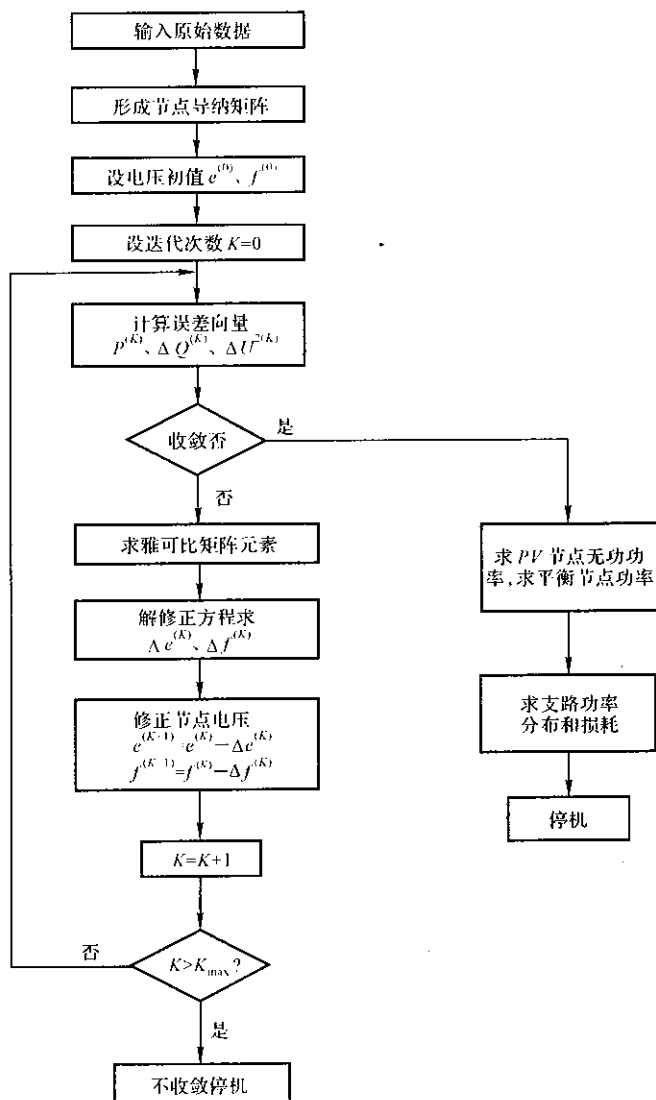 输入原始数据
形成节点导纳矩阵
设电压初值 e⁽⁰⁾、f⁽⁰⁾
设迭代次数 K=0
计算误差向量
P⁽ᴷ⁾、ΔQ⁽ᴷ⁾、ΔU²⁽ᴷ⁾
收敛否
是
否
求雅可比矩阵元素
解修正方程求
Δe⁽ᴷ⁾、Δf⁽ᴷ⁾
修正节点电压
e⁽ᴷ⁺¹⁾=e⁽ᴷ⁾−Δe⁽ᴷ⁾
f⁽ᴷ⁺¹⁾=f⁽ᴷ⁾−Δf⁽ᴷ⁾
K=K+1
K>Kmax?
否
是
不收敛停机
求 PV 节点无功功
率,求平衡节点功率
求支路功率
分布和损耗
停机